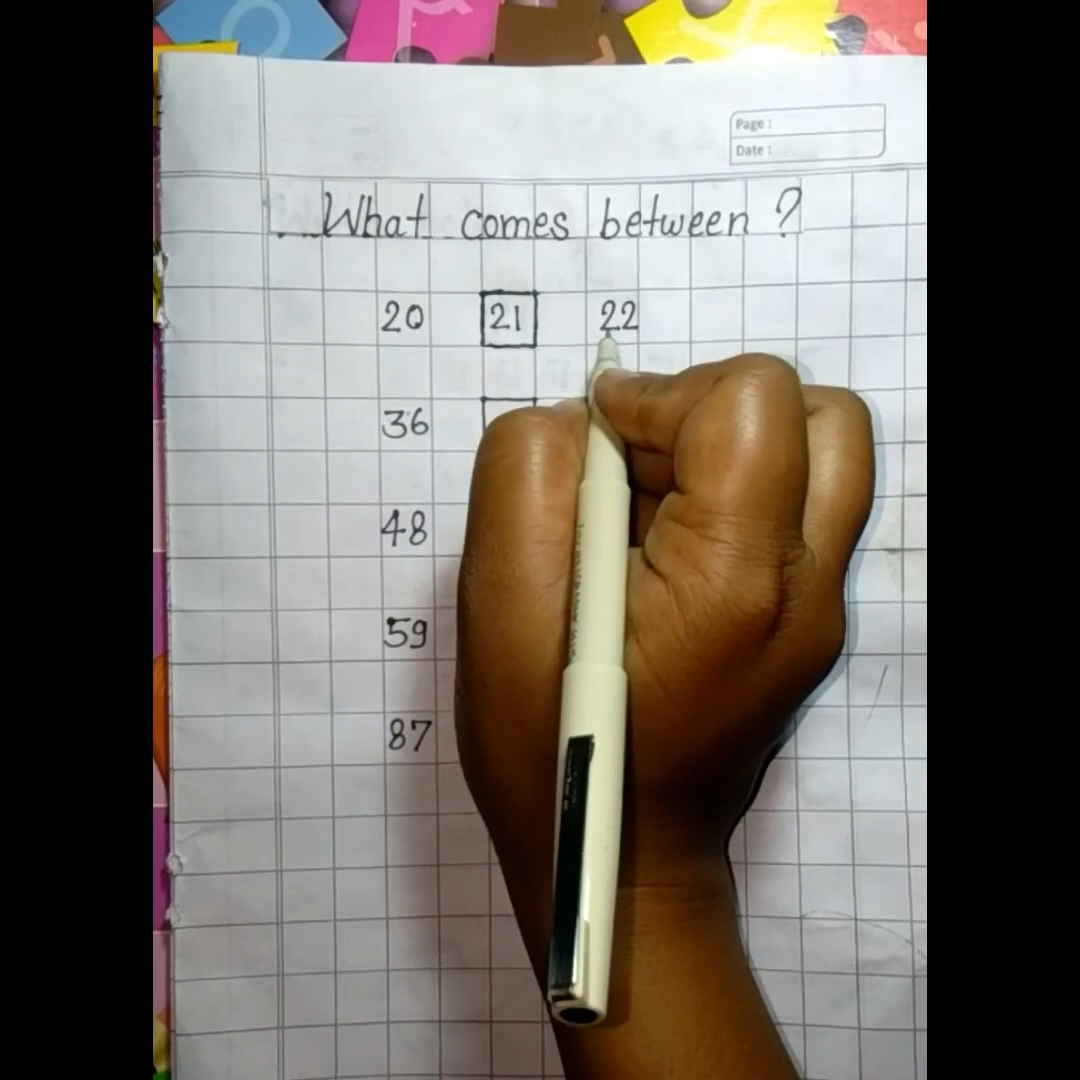 Page :
Date :
What comes between ?
20 21 22
36
48
59
87